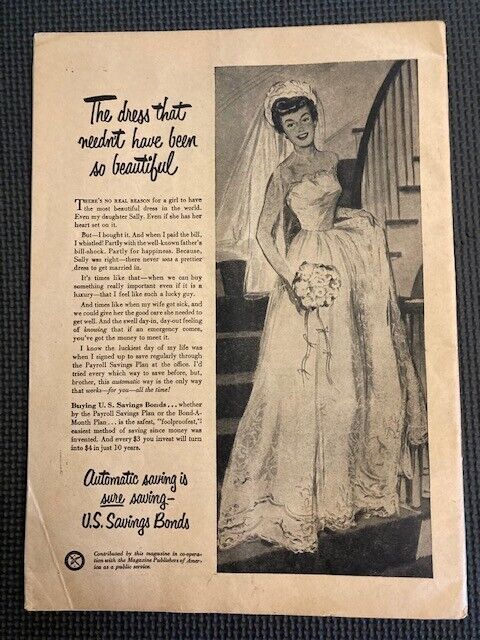 The dress that
needn't have been
so beautiful
THERE'S NO REAL REASON for a girl to have
the most beautiful dress in the world.
Even my daughter Sally. Even if she has her
heart set on it.
But—I bought it. And when I paid the bill,
I whistled! Partly with the well-known father's
bill-shock. Partly for happiness. Because,
Sally was right—there never was a prettier
dress to get married in.
It's times like that—when we can buy
something really important even if it is a
luxury—that I feel like such a lucky guy.
And times like when my wife got sick, and
we could give her the good care she needed to
get well. And the swell day-in, day-out feeling
of knowing that if an emergency comes,
you've got the money to meet it.
I know the luckiest day of my life was
when I signed up to save regularly through
the Payroll Savings Plan at the office. I'd
tried every which way to save before, but,
brother, this automatic way is the only way
that works—for you—all the time!
Buying U. S. Savings Bonds... whether
by the Payroll Savings Plan or the Bond-A-
Month Plan... is the safest, "foolproofest,"
easiest method of saving since money was
invented. And every $3 you invest will turn
into $4 in just 10 years.
Automatic saving is
sure saving—
U.S. Savings Bonds
Contributed by this magazine in co-opera-
tion with the Magazine Publishers of Amer-
ica as a public service.